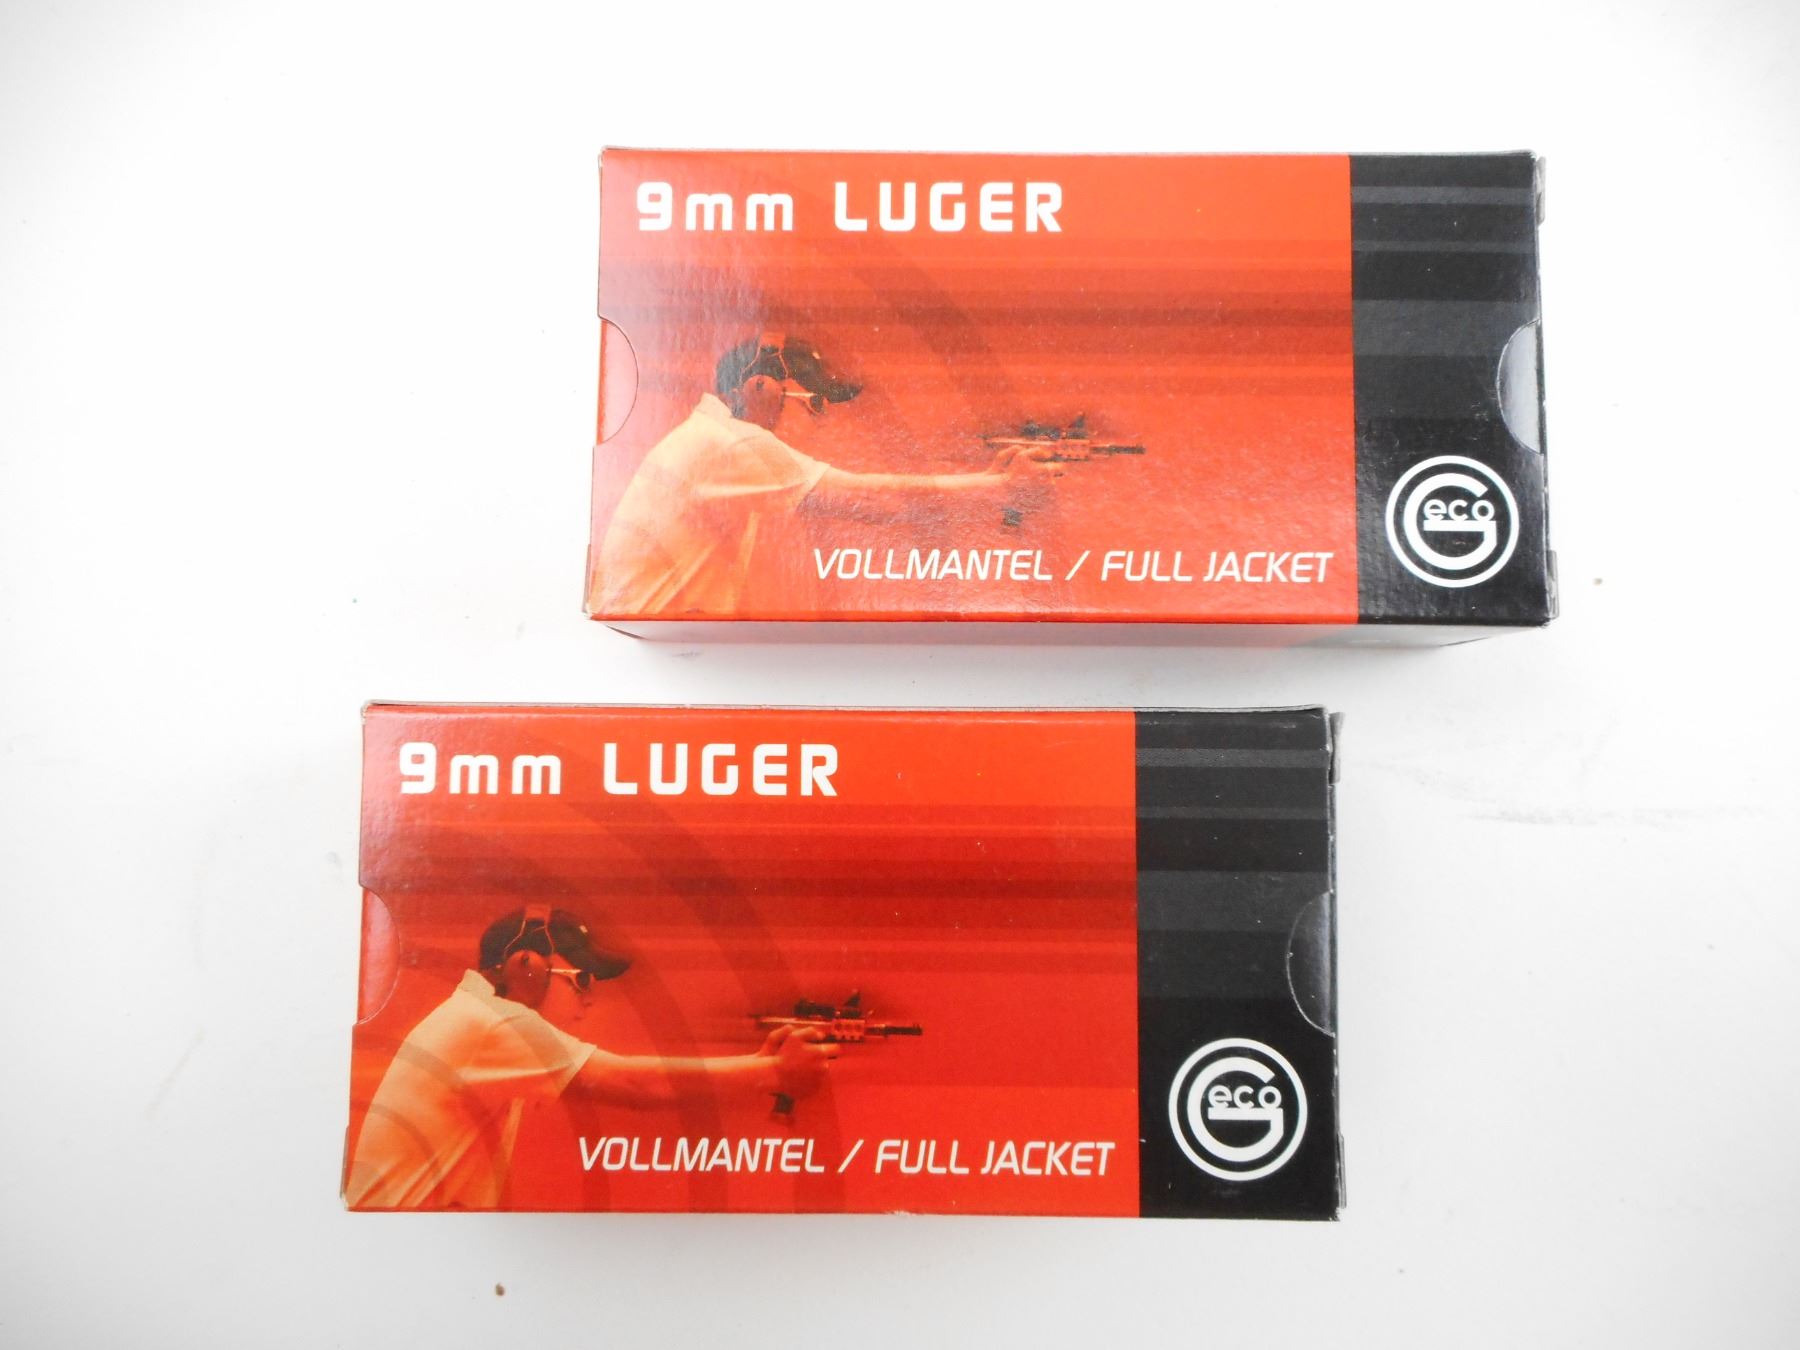 9mm LUGER
VOLLMANTEL / FULL JACKET
Geco
9mm LUGER
VOLLMANTEL / FULL JACKET
Geco